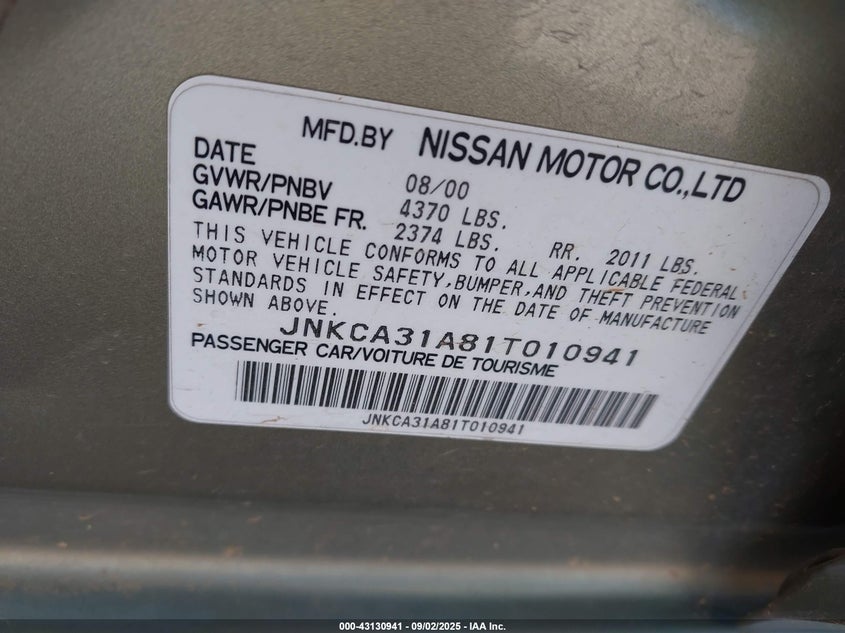 MFD.BY NISSAN MOTOR CO.,LTD
DATE 08/00
GVWR/PNBV 4370 LBS.
GAWR/PNBE FR. 2374 LBS. RR. 2011 LBS.
THIS VEHICLE CONFORMS TO ALL APPLICABLE FEDERAL
MOTOR VEHICLE SAFETY,BUMPER,AND THEFT PREVENTION
STANDARDS IN EFFECT ON THE DATE OF MANUFACTURE
SHOWN ABOVE.
JNKCA31A81T010941
PASSENGER CAR/VOITURE DE TOURISME
JNKCA31A81T010941
000-43130941 - 09/02/2025 - IAA Inc.